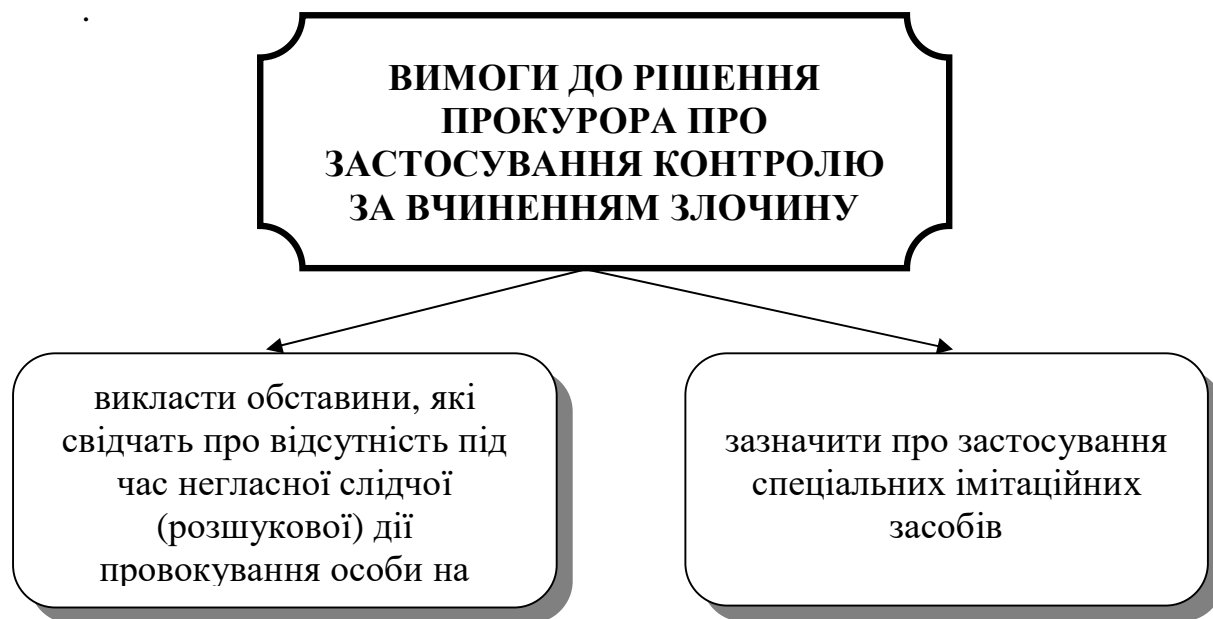 .
ВИМОГИ ДО РІШЕННЯ
ПРОКУРОРА ПРО
ЗАСТОСУВАННЯ КОНТРОЛЮ
ЗА ВЧИНЕННЯМ ЗЛОЧИНУ
викласти обставини, які
свідчать про відсутність під
час негласної слідчої
(розшукової) дії
провокування особи на
зазначити про застосування
спеціальних імітаційних
засобів